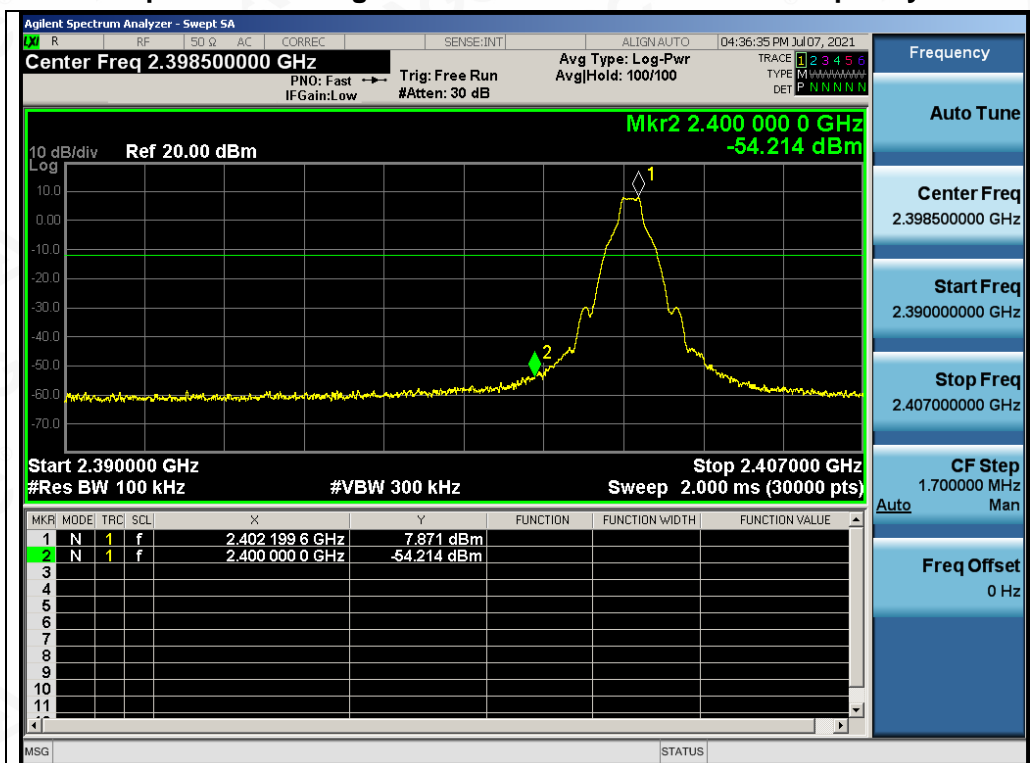 Agilent Spectrum Analyzer - Swept SA
LXI R RF 50 Ω AC CORREC SENSE:INT ALIGN AUTO 04:36:35 PM Jul 07, 2021
Center Freq 2.398500000 GHz
PNO: Fast
IFGain:Low
Trig: Free Run
#Atten: 30 dB
Avg Type: Log-Pwr
Avg|Hold: 100/100
TRACE 1 2 3 4 5 6
TYPE M WWWWW
DET P N N N N N
Frequency
Mkr2 2.400 000 0 GHz
-54.214 dBm
10 dB/div Ref 20.00 dBm
Log
10.0
0.00
-10.0
-20.0
-30.0
-40.0
-50.0
-60.0
-70.0
1
2
Start 2.390000 GHz Stop 2.407000 GHz
#Res BW 100 kHz #VBW 300 kHz Sweep 2.000 ms (30000 pts)
MKR MODE TRC SCL X Y FUNCTION FUNCTION WIDTH FUNCTION VALUE
1 N 1 f 2.402 199 6 GHz 7.871 dBm
2 N 1 f 2.400 000 0 GHz -54.214 dBm
3
4
5
6
7
8
9
10
11
MSG STATUS
Auto Tune
Center Freq
2.398500000 GHz
Start Freq
2.390000000 GHz
Stop Freq
2.407000000 GHz
CF Step
1.700000 MHz
Auto Man
Freq Offset
0 Hz